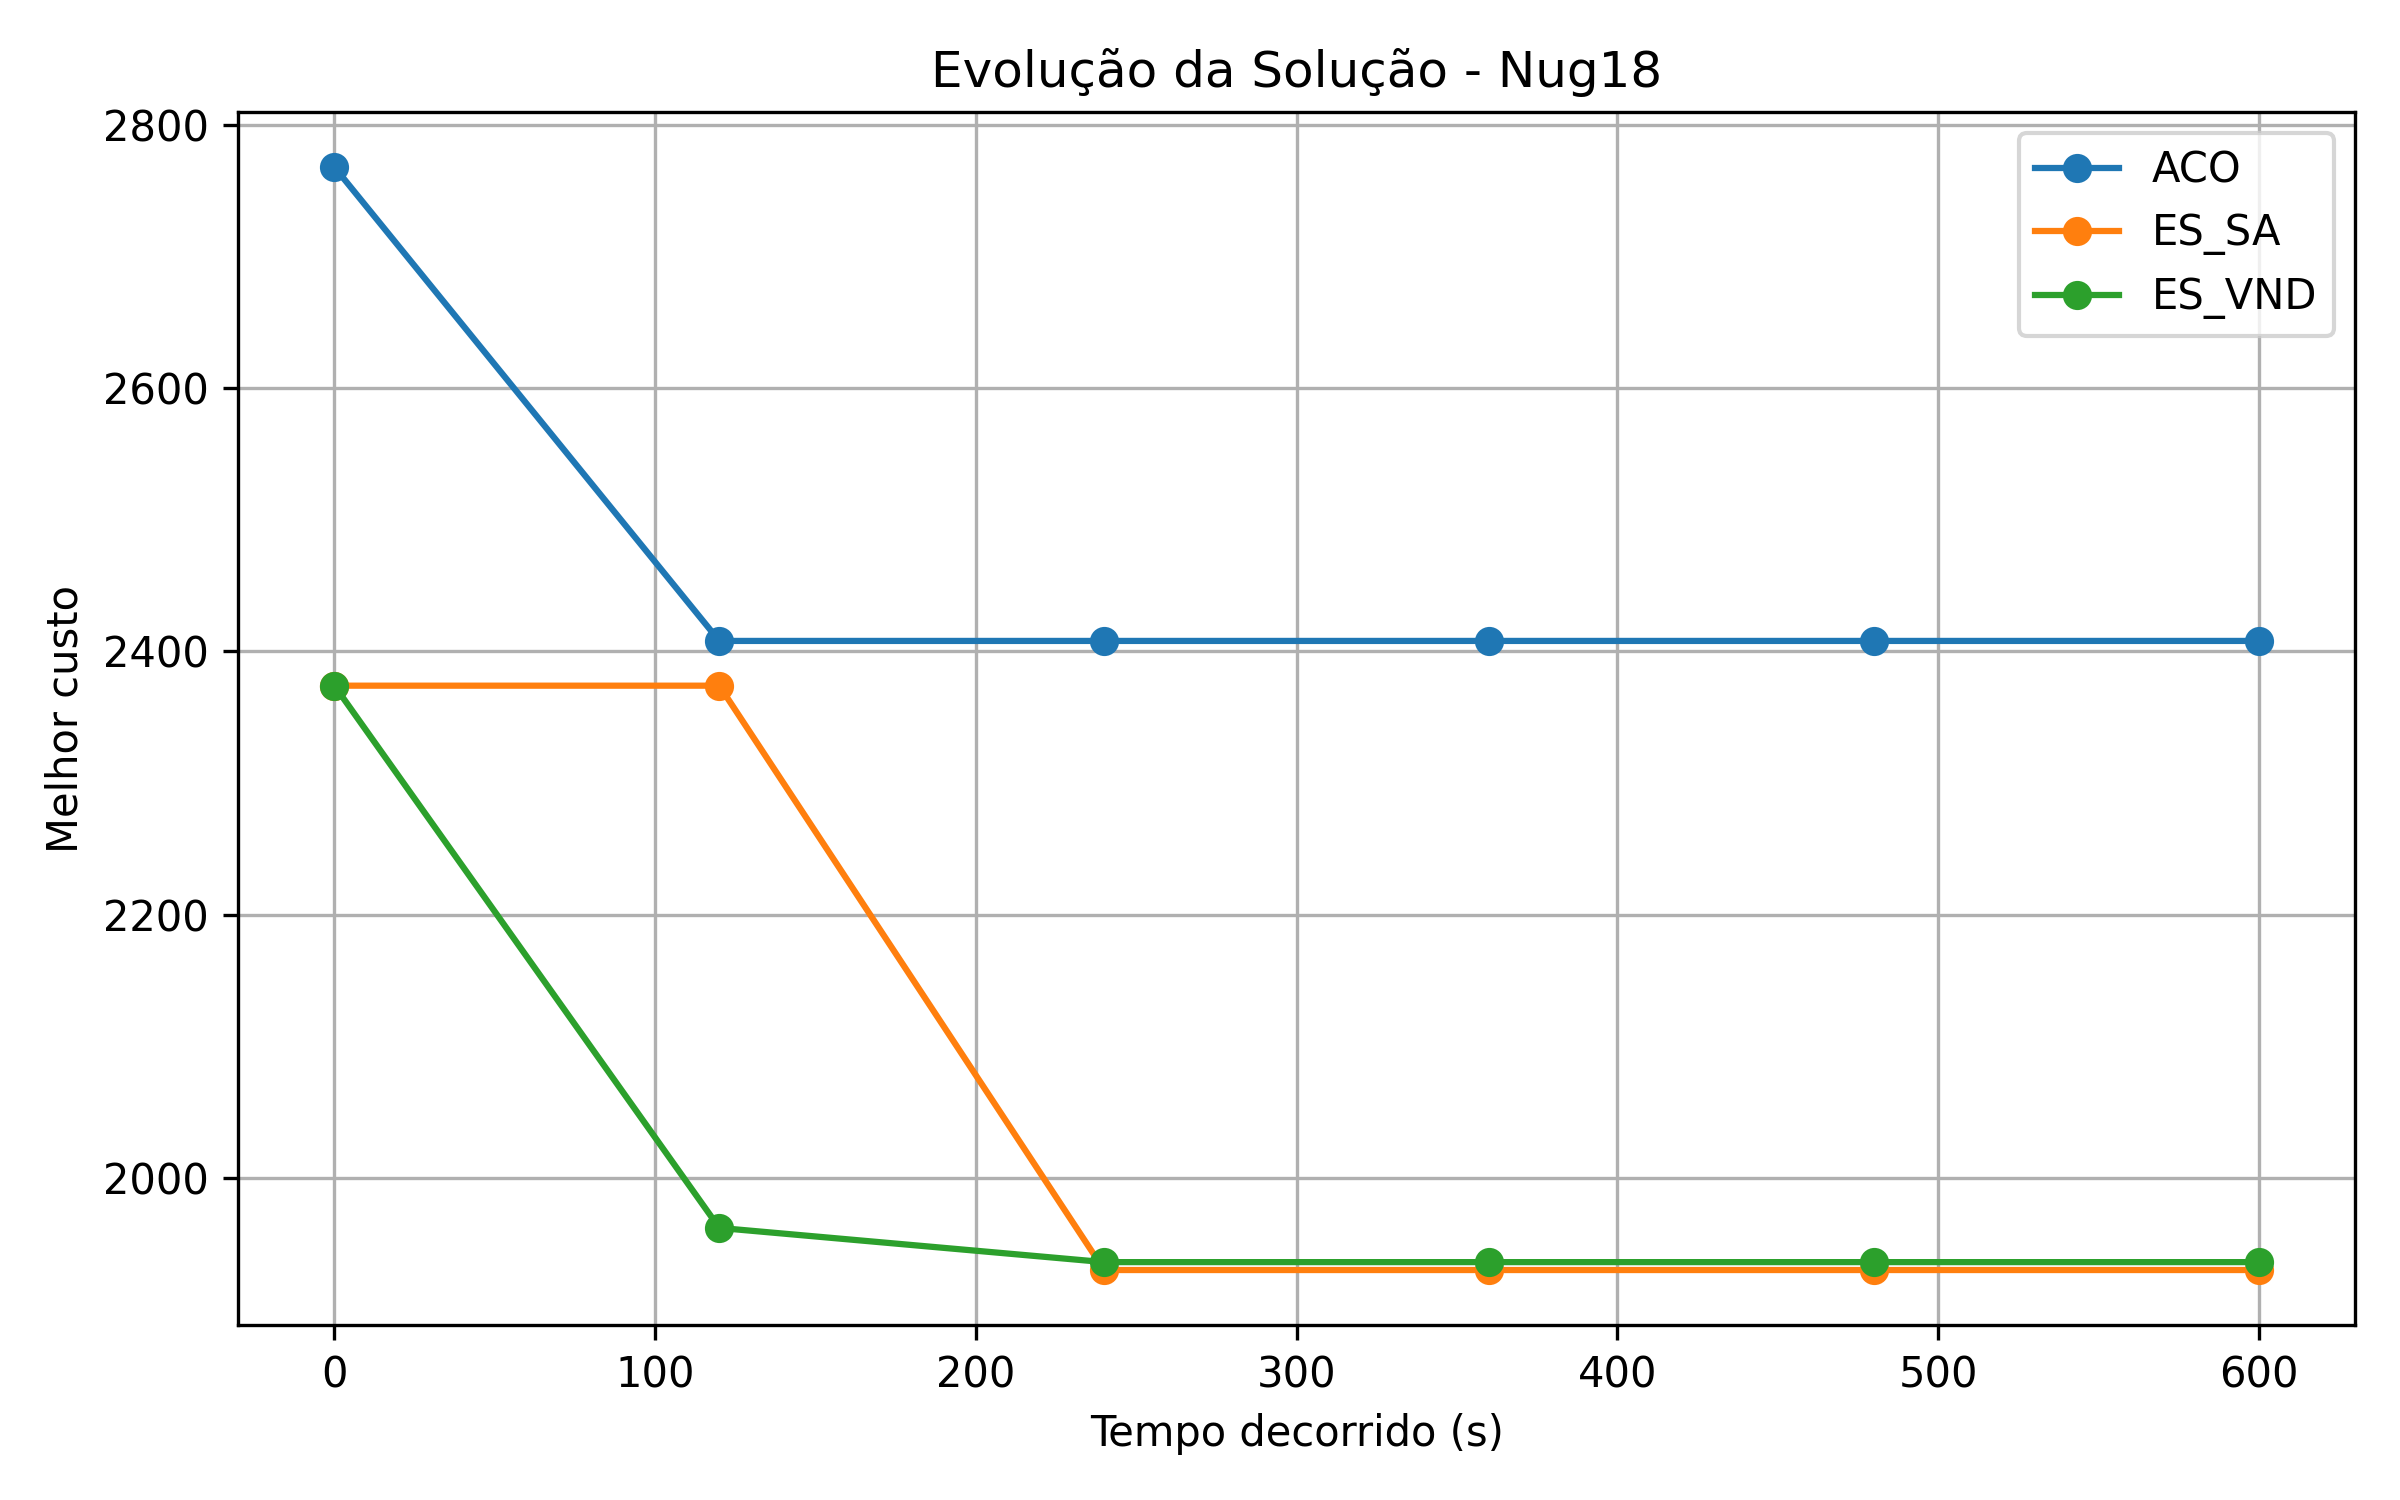 Evolução da Solução - Nug18
2800
2600
2400
2200
2000
Melhor custo
ACO
ES_SA
ES_VND
0 100 200 300 400 500 600
Tempo decorrido (s)